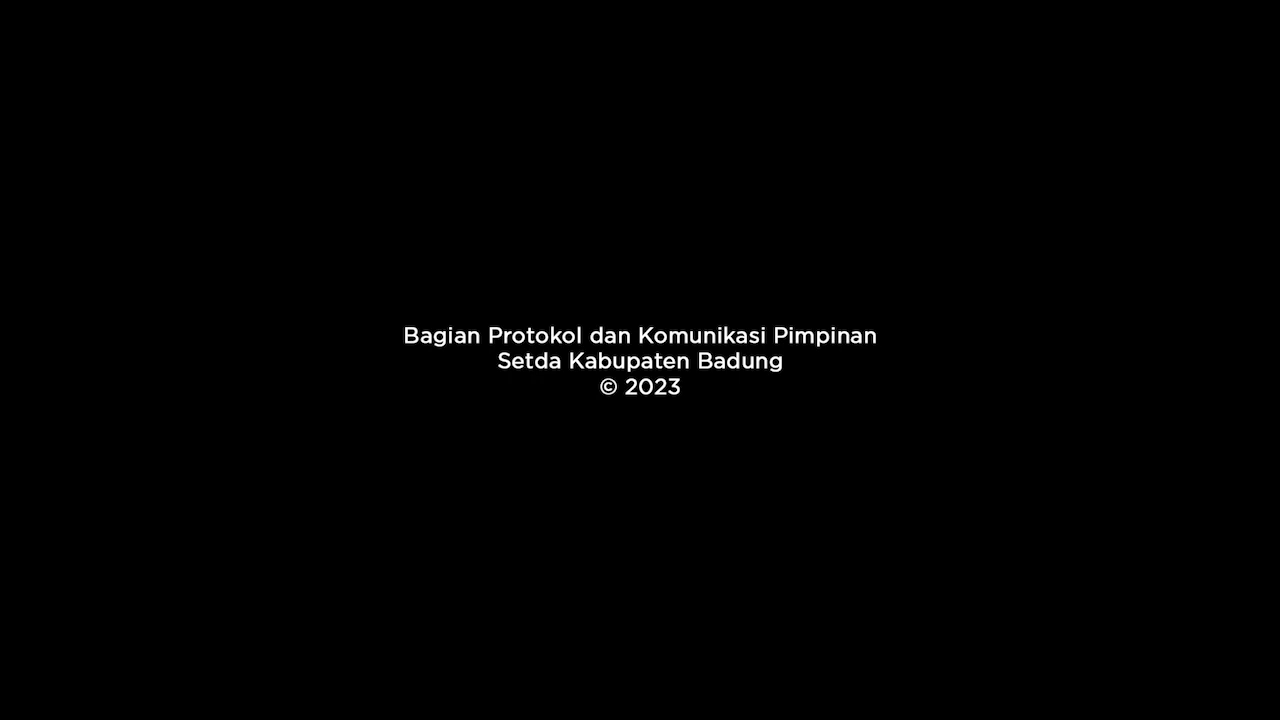 Bagian Protokol dan Komunikasi Pimpinan
Setda Kabupaten Badung
© 2023